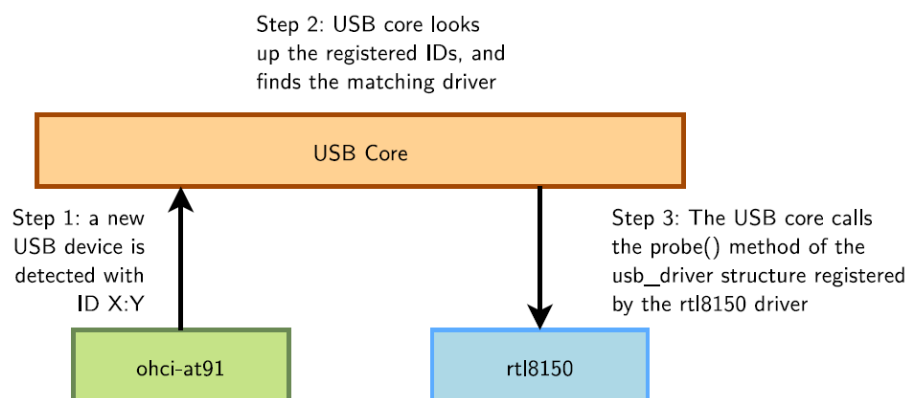 Step 2: USB core looks
up the registered IDs, and
finds the matching driver
USB Core
Step 1: a new
USB device is
detected with
ID X:Y
Step 3: The USB core calls
the probe() method of the
usb_driver structure registered
by the rtl8150 driver
ohci-at91
rtl8150